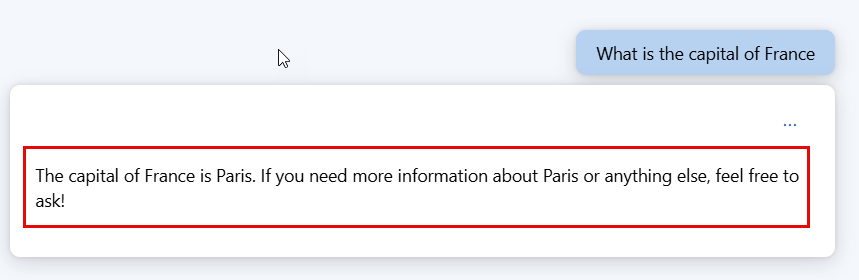 What is the capital of France
...
The capital of France is Paris. If you need more information about Paris or anything else, feel free to
ask!